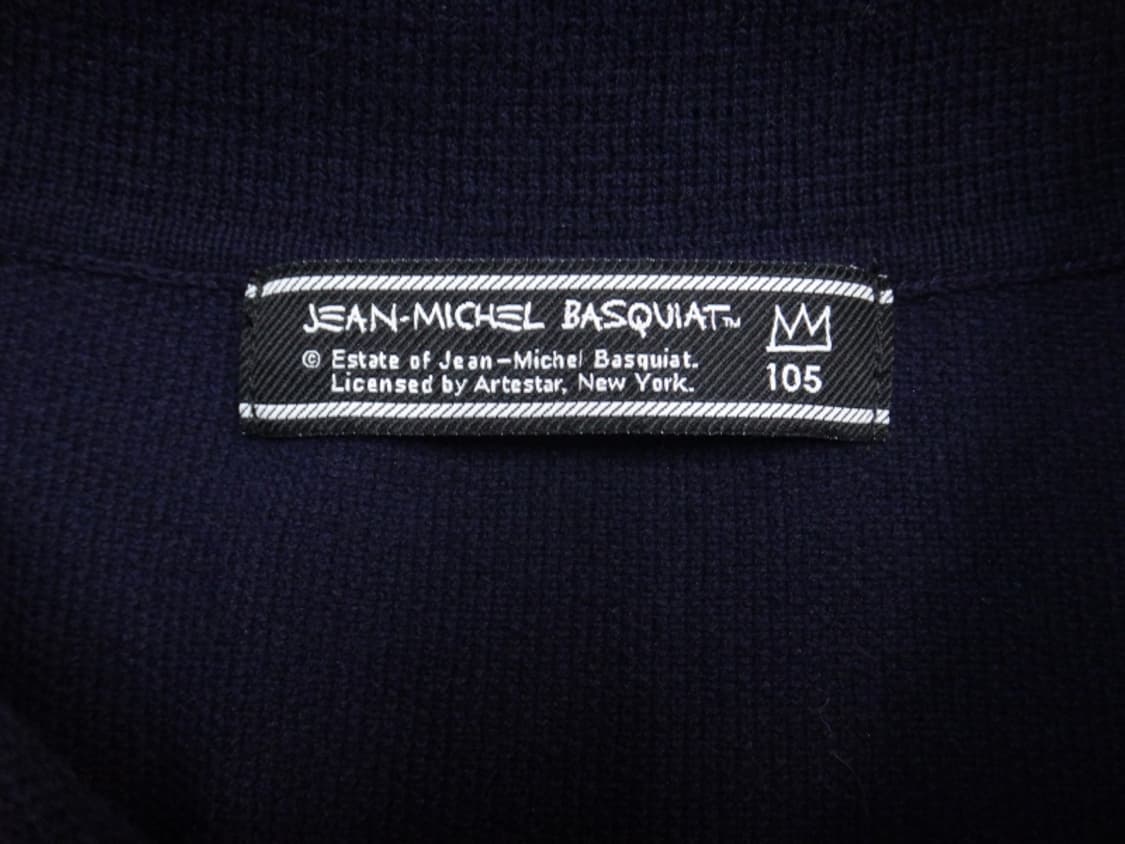 JEAN-MICHEL BASQUIAT™
© Estate of Jean-Michel Basquiat.
Licensed by Artestar, New York.
105